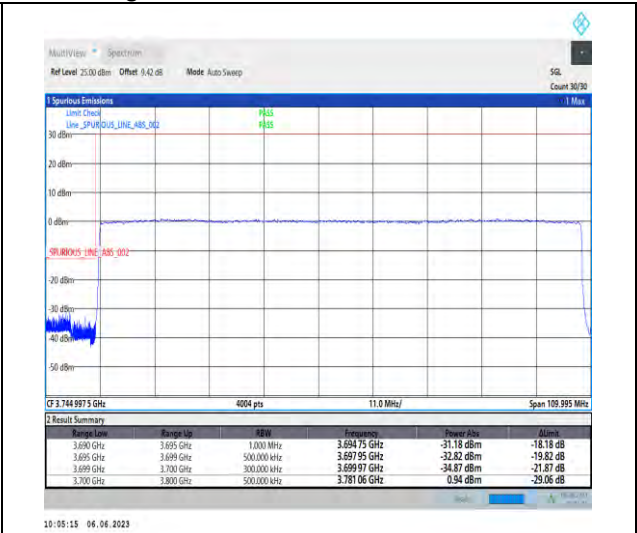 MultiView Spectrum
Ref Level 25.00 dBm Offset 9.42 dB Mode Auto Sweep SGL
Count 30/30
1 Spurious Emissions 1 Max
Limit Check PASS
Line _SPURIOUS_LINE_ABS_002 PASS
30 dBm
20 dBm
10 dBm
0 dBm
_SPURIOUS_LINE_ABS_002
-20 dBm
-30 dBm
-40 dBm
-50 dBm
CF 3.744 997 5 GHz 4004 pts 11.0 MHz/ Span 109.995 MHz
2 Result Summary
Range Low Range Up RBW Frequency Power Abs ΔLimit
3.690 GHz 3.695 GHz 1.000 MHz 3.694 75 GHz -31.18 dBm -18.18 dB
3.695 GHz 3.699 GHz 500.000 kHz 3.697 95 GHz -32.82 dBm -19.82 dB
3.699 GHz 3.700 GHz 300.000 kHz 3.699 97 GHz -34.87 dBm -21.87 dB
3.700 GHz 3.800 GHz 500.000 kHz 3.781 06 GHz 0.94 dBm -29.06 dB
10:05:15 06.06.2023